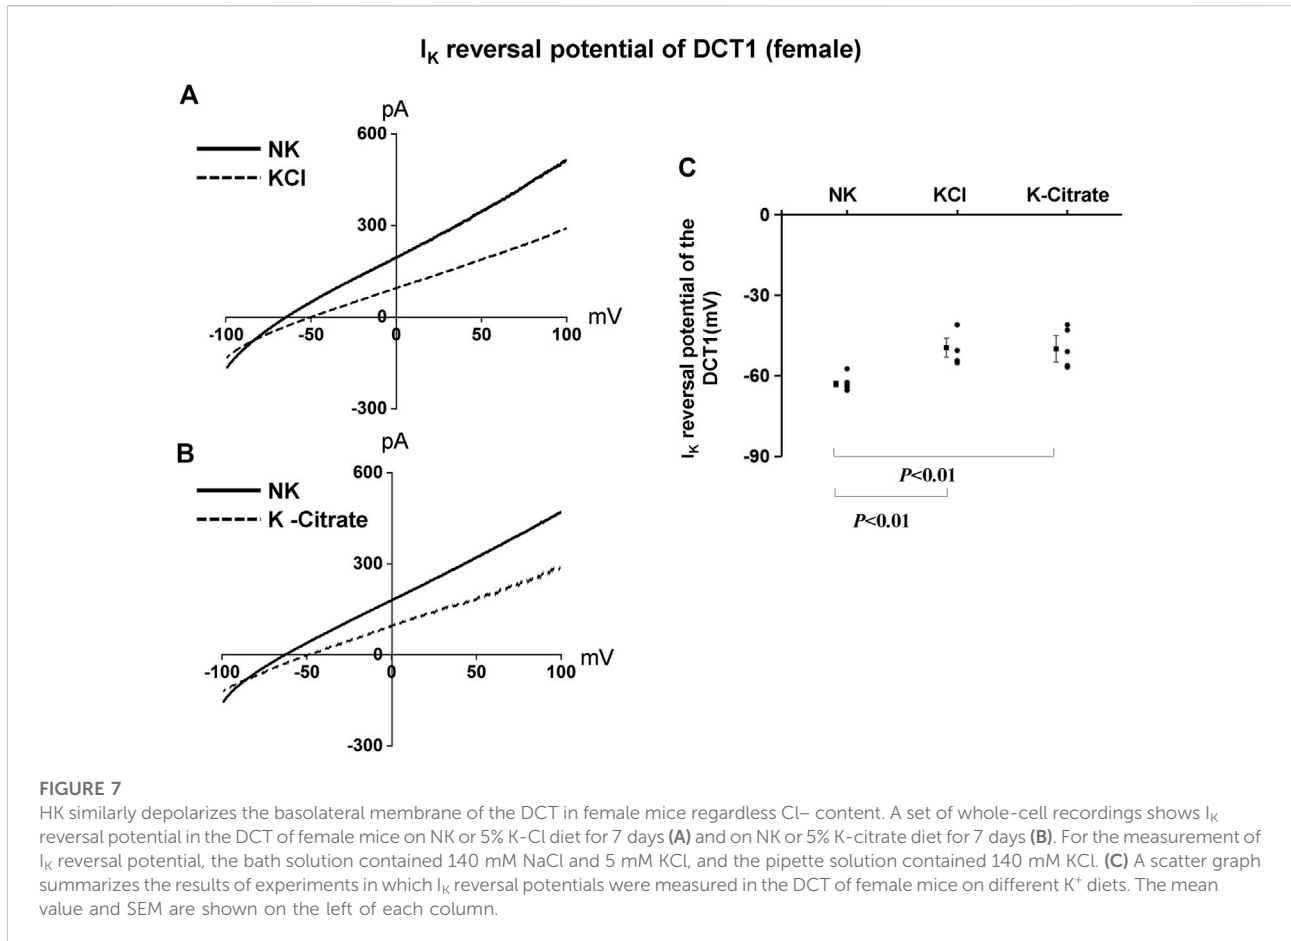 I_K reversal potential of DCT1 (female)
A
pA
NK
KCl
600
300
0
-300
-100
-50
0
50
100
mV
B
pA
NK
K -Citrate
600
300
0
-300
-100
-50
0
50
100
mV
C
NK
KCl
K-Citrate
0
-30
-60
-90
I_K reversal potential of the
DCT1(mV)
P<0.01
P<0.01
FIGURE 7
HK similarly depolarizes the basolateral membrane of the DCT in female mice regardless Cl– content. A set of whole-cell recordings shows I_K
reversal potential in the DCT of female mice on NK or 5% K-Cl diet for 7 days (A) and on NK or 5% K-citrate diet for 7 days (B). For the measurement of
I_K reversal potential, the bath solution contained 140 mM NaCl and 5 mM KCl, and the pipette solution contained 140 mM KCl. (C) A scatter graph
summarizes the results of experiments in which I_K reversal potentials were measured in the DCT of female mice on different K⁺ diets. The mean
value and SEM are shown on the left of each column.